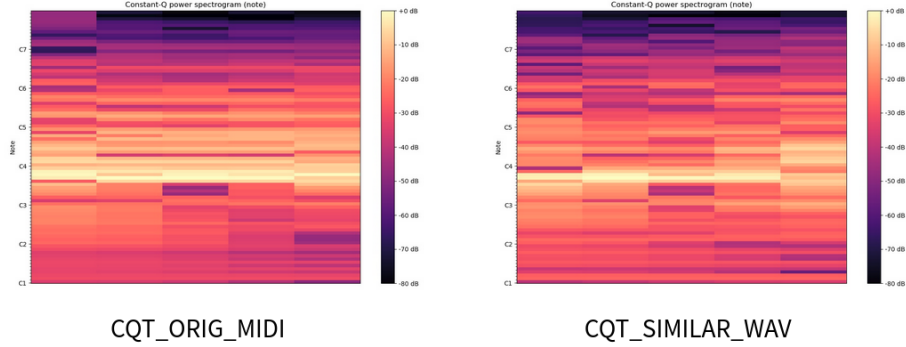 Constant-Q power spectrogram (note)
C7
C6
C5
C4
C3
C2
C1
Note
+0 dB
-10 dB
-20 dB
-30 dB
-40 dB
-50 dB
-60 dB
-70 dB
-80 dB
CQT_ORIG_MIDI
Constant-Q power spectrogram (note)
C7
C6
C5
C4
C3
C2
C1
Note
+0 dB
-10 dB
-20 dB
-30 dB
-40 dB
-50 dB
-60 dB
-70 dB
-80 dB
CQT_SIMILAR_WAV